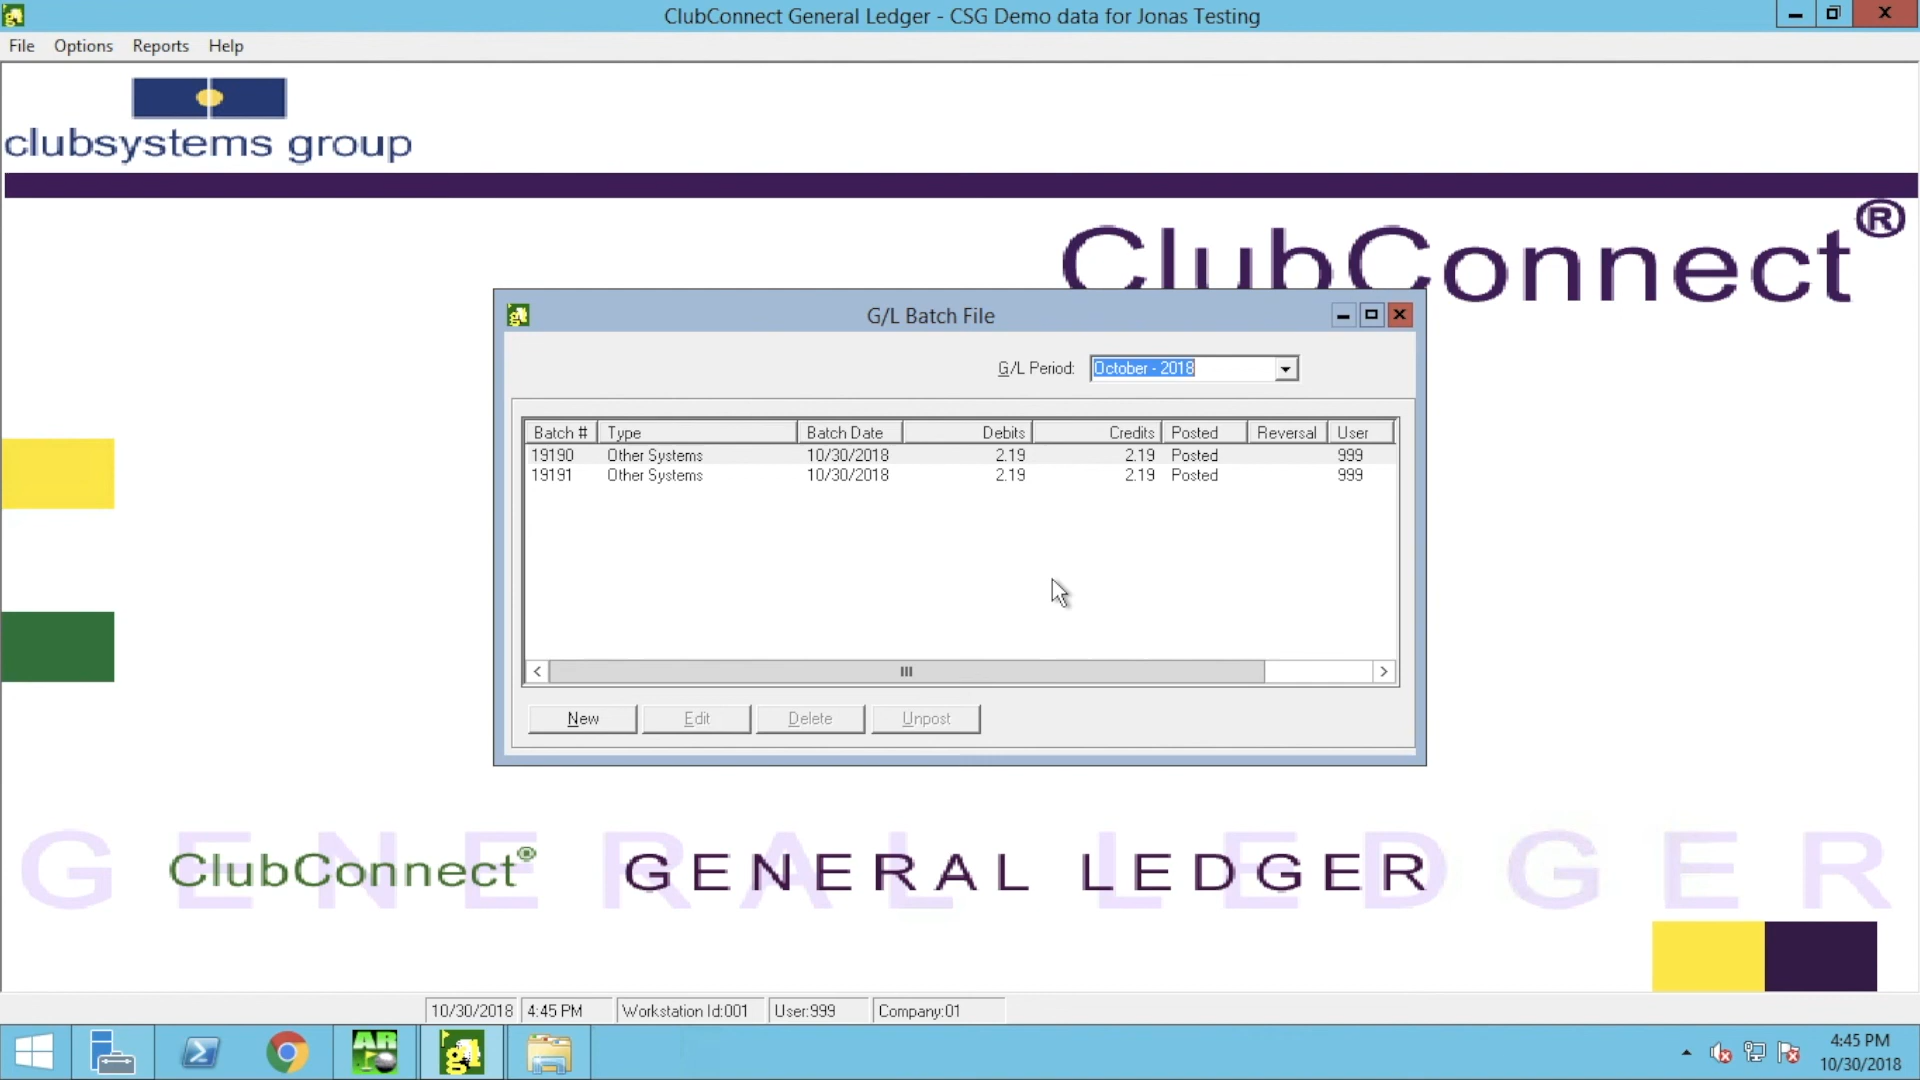 ClubConnect General Ledger - CSG Demo data for Jonas Testing
File Options Reports Help
clubsystems group
ClubConnect®
G/L Batch File
G/L Period: October - 2018
Batch # Type Batch Date Debits Credits Posted Reversal User
19190 Other Systems 10/30/2018 2.19 2.19 Posted 999
19191 Other Systems 10/30/2018 2.19 2.19 Posted 999
New Edit Delete Unpost
GENERAL LEDGER
ClubConnect® GENERAL LEDGER
10/30/2018 4:45 PM Workstation Id:001 User:999 Company:01
AR
gl
4:45 PM
10/30/2018